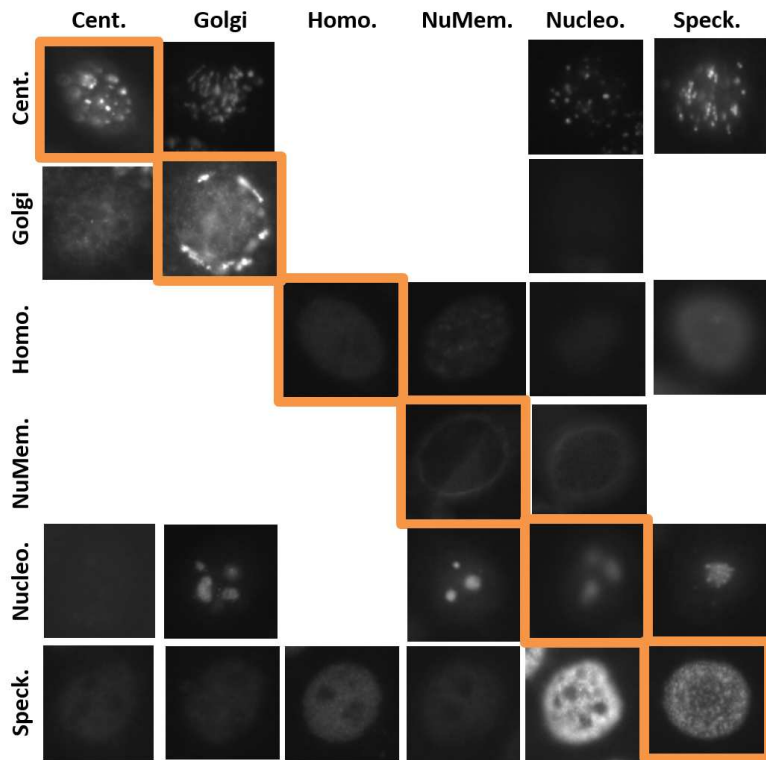 Cent. Golgi Homo. NuMem. Nucleo. Speck.
Cent.
Golgi
Homo.
NuMem.
Nucleo.
Speck.